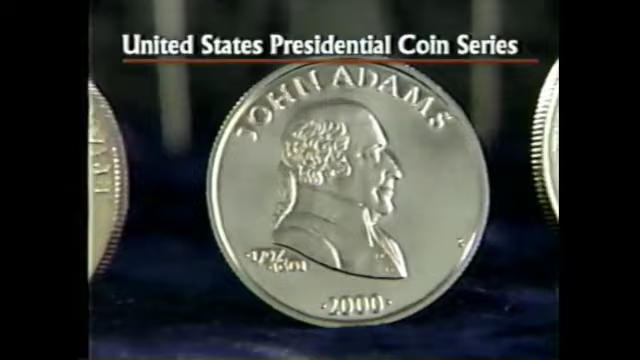 United States Presidential Coin Series
JOHN ADAMS
·2000·